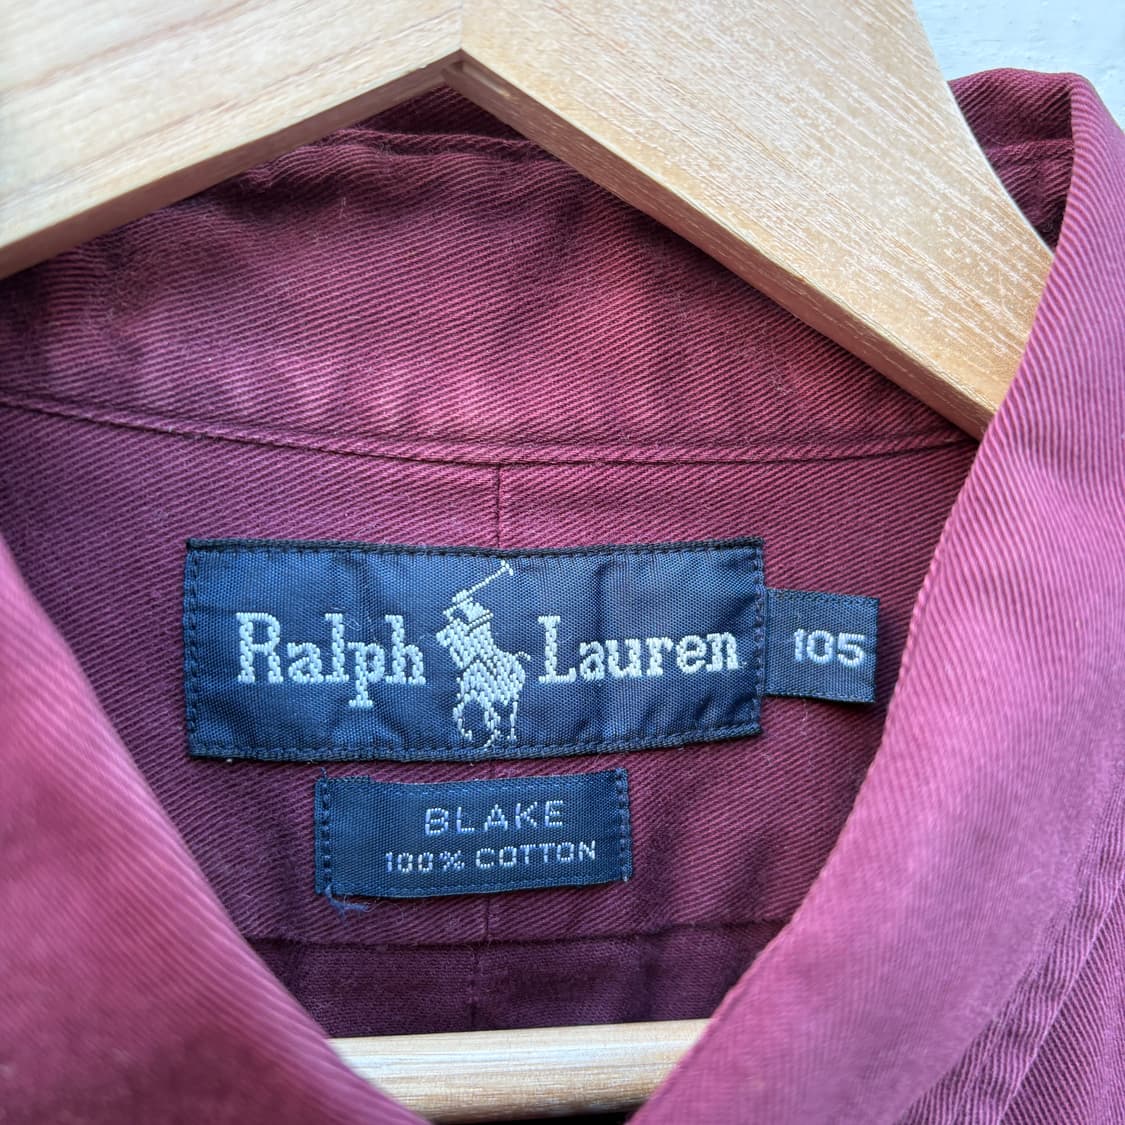 Ralph Lauren
105
BLAKE
100% COTTON